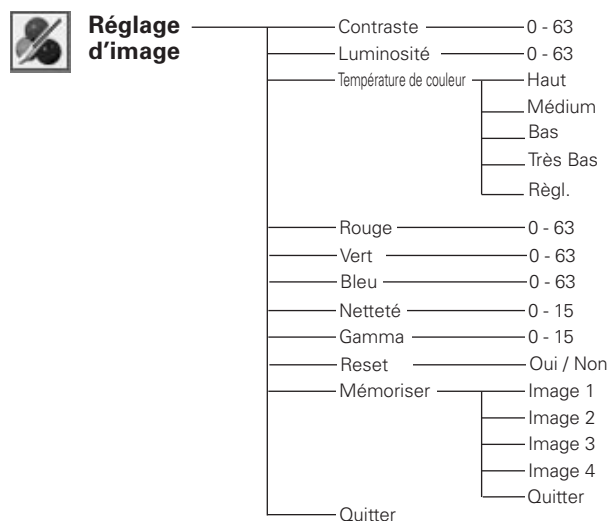 Réglage d'image
Contraste 0 - 63
Luminosité 0 - 63
Température de couleur Haut
Médium
Bas
Très Bas
Règl.
Rouge 0 - 63
Vert 0 - 63
Bleu 0 - 63
Netteté 0 - 15
Gamma 0 - 15
Reset Oui / Non
Mémoriser Image 1
Image 2
Image 3
Image 4
Quitter
Quitter